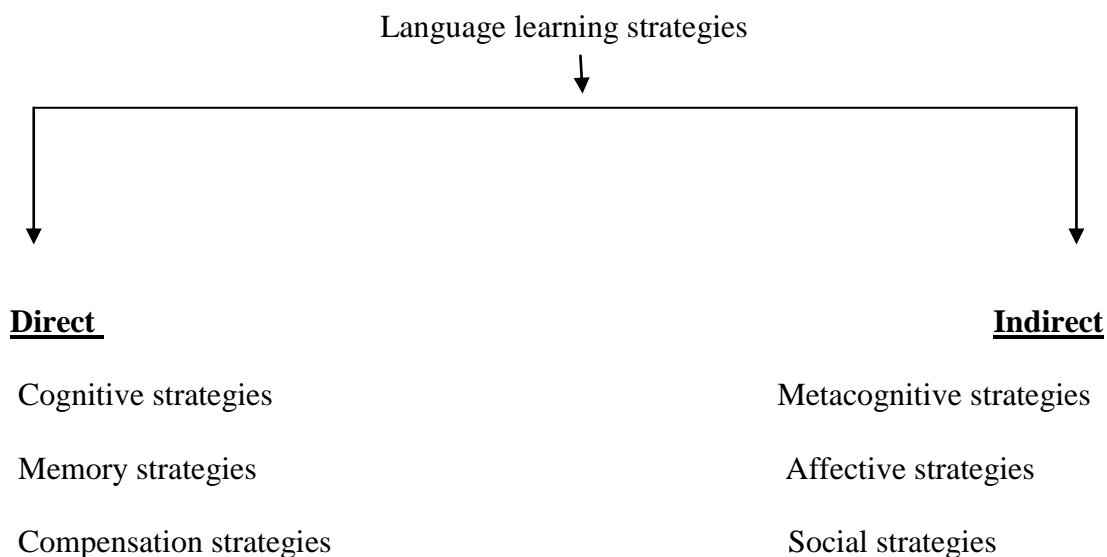 Language learning strategies
Direct
Indirect
Cognitive strategies
Metacognitive strategies
Memory strategies
Affective strategies
Compensation strategies
Social strategies